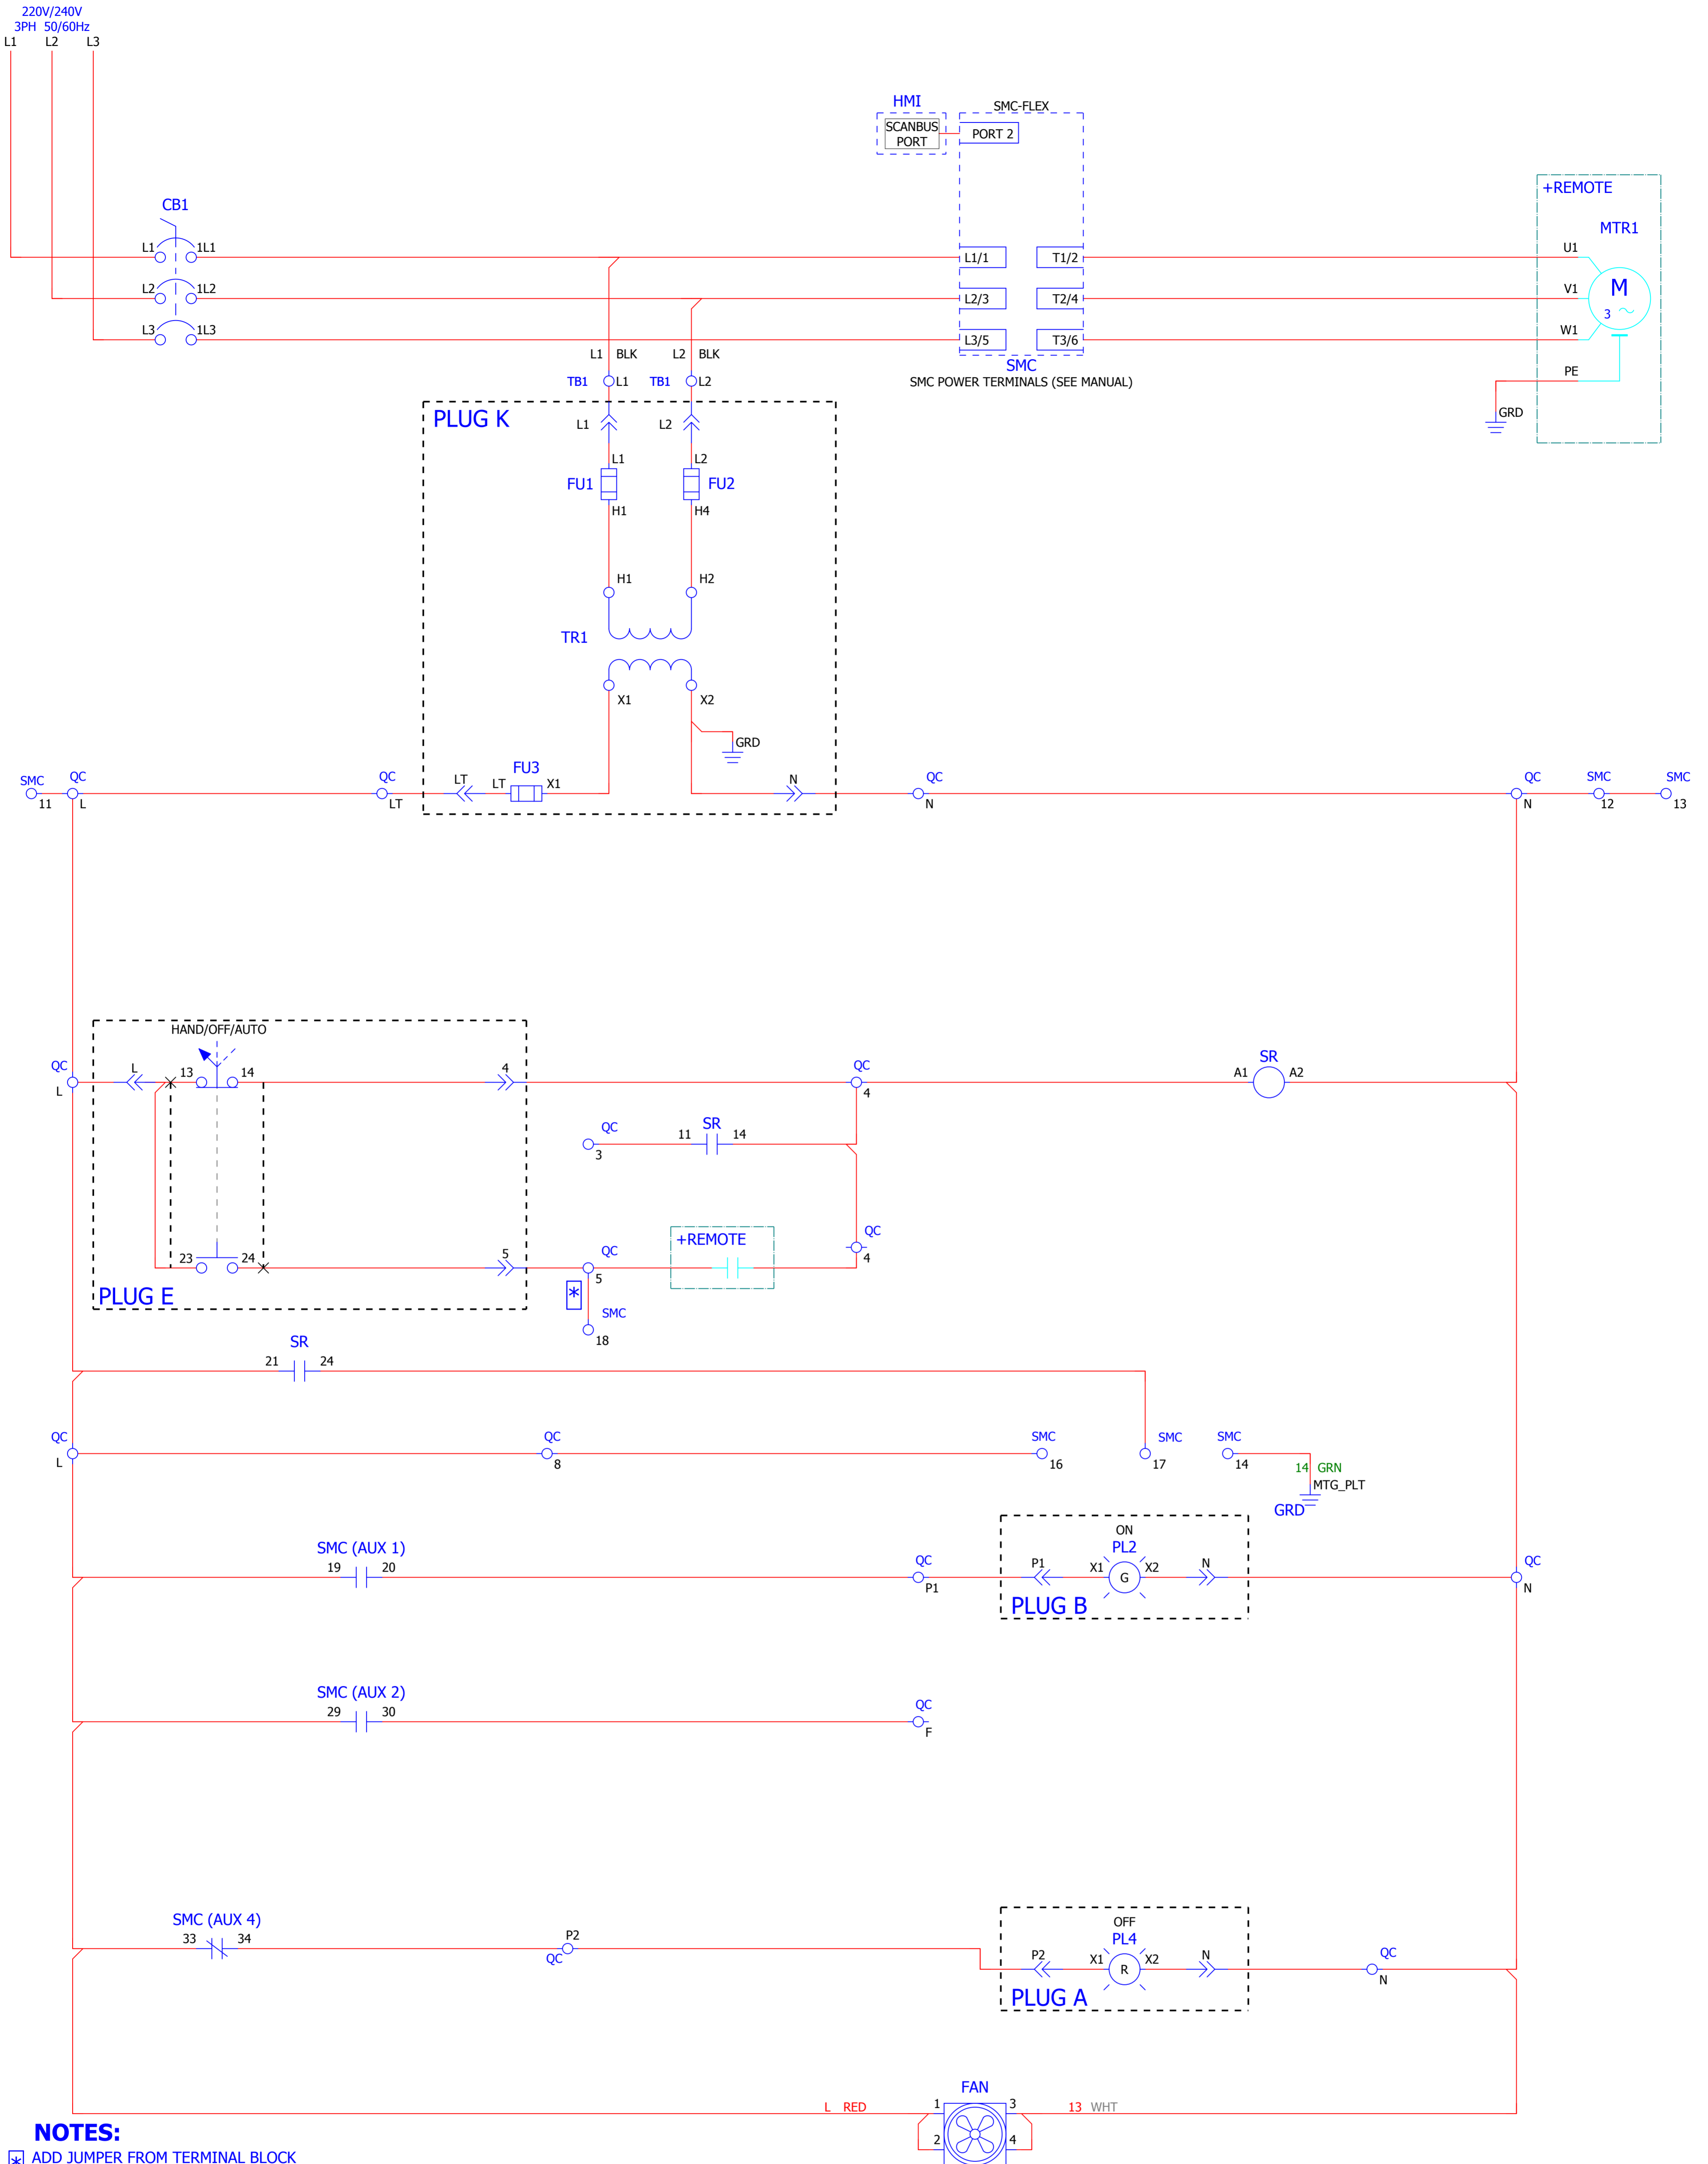 220V/240V
3PH 50/60Hz
L1 L2 L3
HMI
SMC-FLEX
SCANBUS
PORT
PORT 2
+REMOTE
MTR1
CB1
L1 1L1
L1/1 T1/2
U1
L2 1L2
L2/3 T2/4
V1
M
3
L3 1L3
L3/5 T3/6
W1
L1 BLK L2 BLK
SMC
SMC POWER TERMINALS (SEE MANUAL)
PE
TB1 L1 TB1 L2
GRD
PLUG K
L1 L2
L1 L2
FU1 FU2
H1 H4
H1 H2
TR1
X1 X2
GRD
SMC QC QC LT LT FU3 X1 N QC QC SMC SMC
11 L LT N N 12 13
HAND/OFF/AUTO
QC L 13 14 4 QC A1 SR A2
L 4
QC 11 SR 14
3
QC
+REMOTE
4
23 24 5 QC
5
*
PLUG E
SMC
18
SR
21 24
QC QC SMC SMC SMC
L 8 16 17 14
14 GRN
MTG_PLT
GRD
ON
SMC (AUX 1) PL2
19 20 QC P1 X1 G X2 N QC
P1 N
PLUG B
SMC (AUX 2)
29 30 QC
F
OFF
SMC (AUX 4) PL4
33 34 P2 P2 X1 R X2 N QC
QC N
PLUG A
FAN
L RED 1 3 13 WHT
2 4
NOTES:
* ADD JUMPER FROM TERMINAL BLOCK